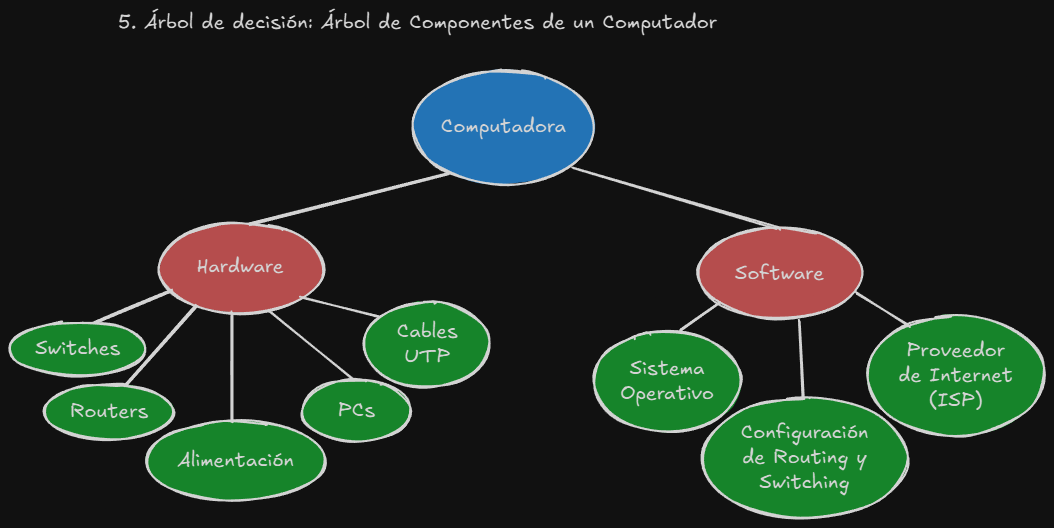 5. Árbol de decisión: Árbol de Componentes de un Computador
Computadora
Hardware
Software
Switches
Routers
Alimentación
PCs
Cables
UTP
Sistema
Operativo
Configuración
de Routing y
Switching
Proveedor
de Internet
(ISP)